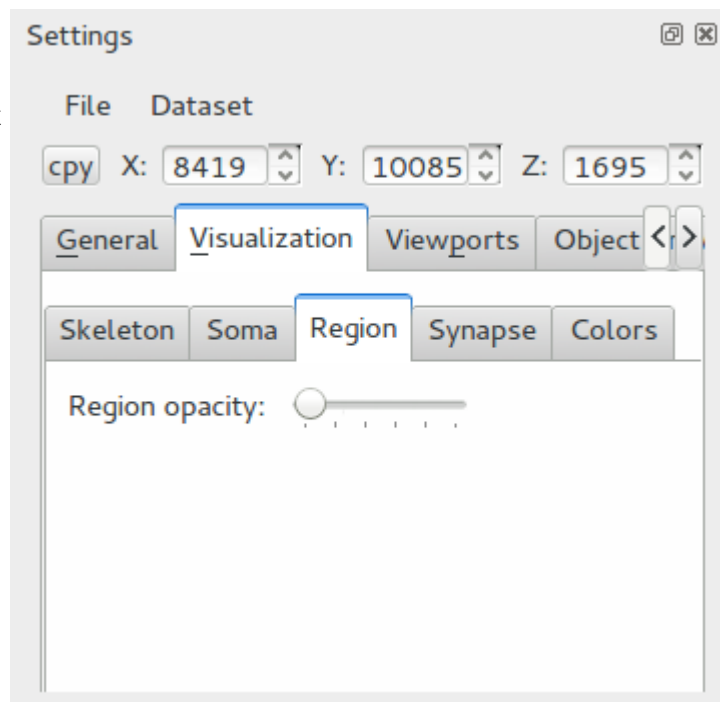 Settings
File Dataset
cpy X: 8419 Y: 10085 Z: 1695
General Visualization Viewports Object
Skeleton Soma Region Synapse Colors
Region opacity: